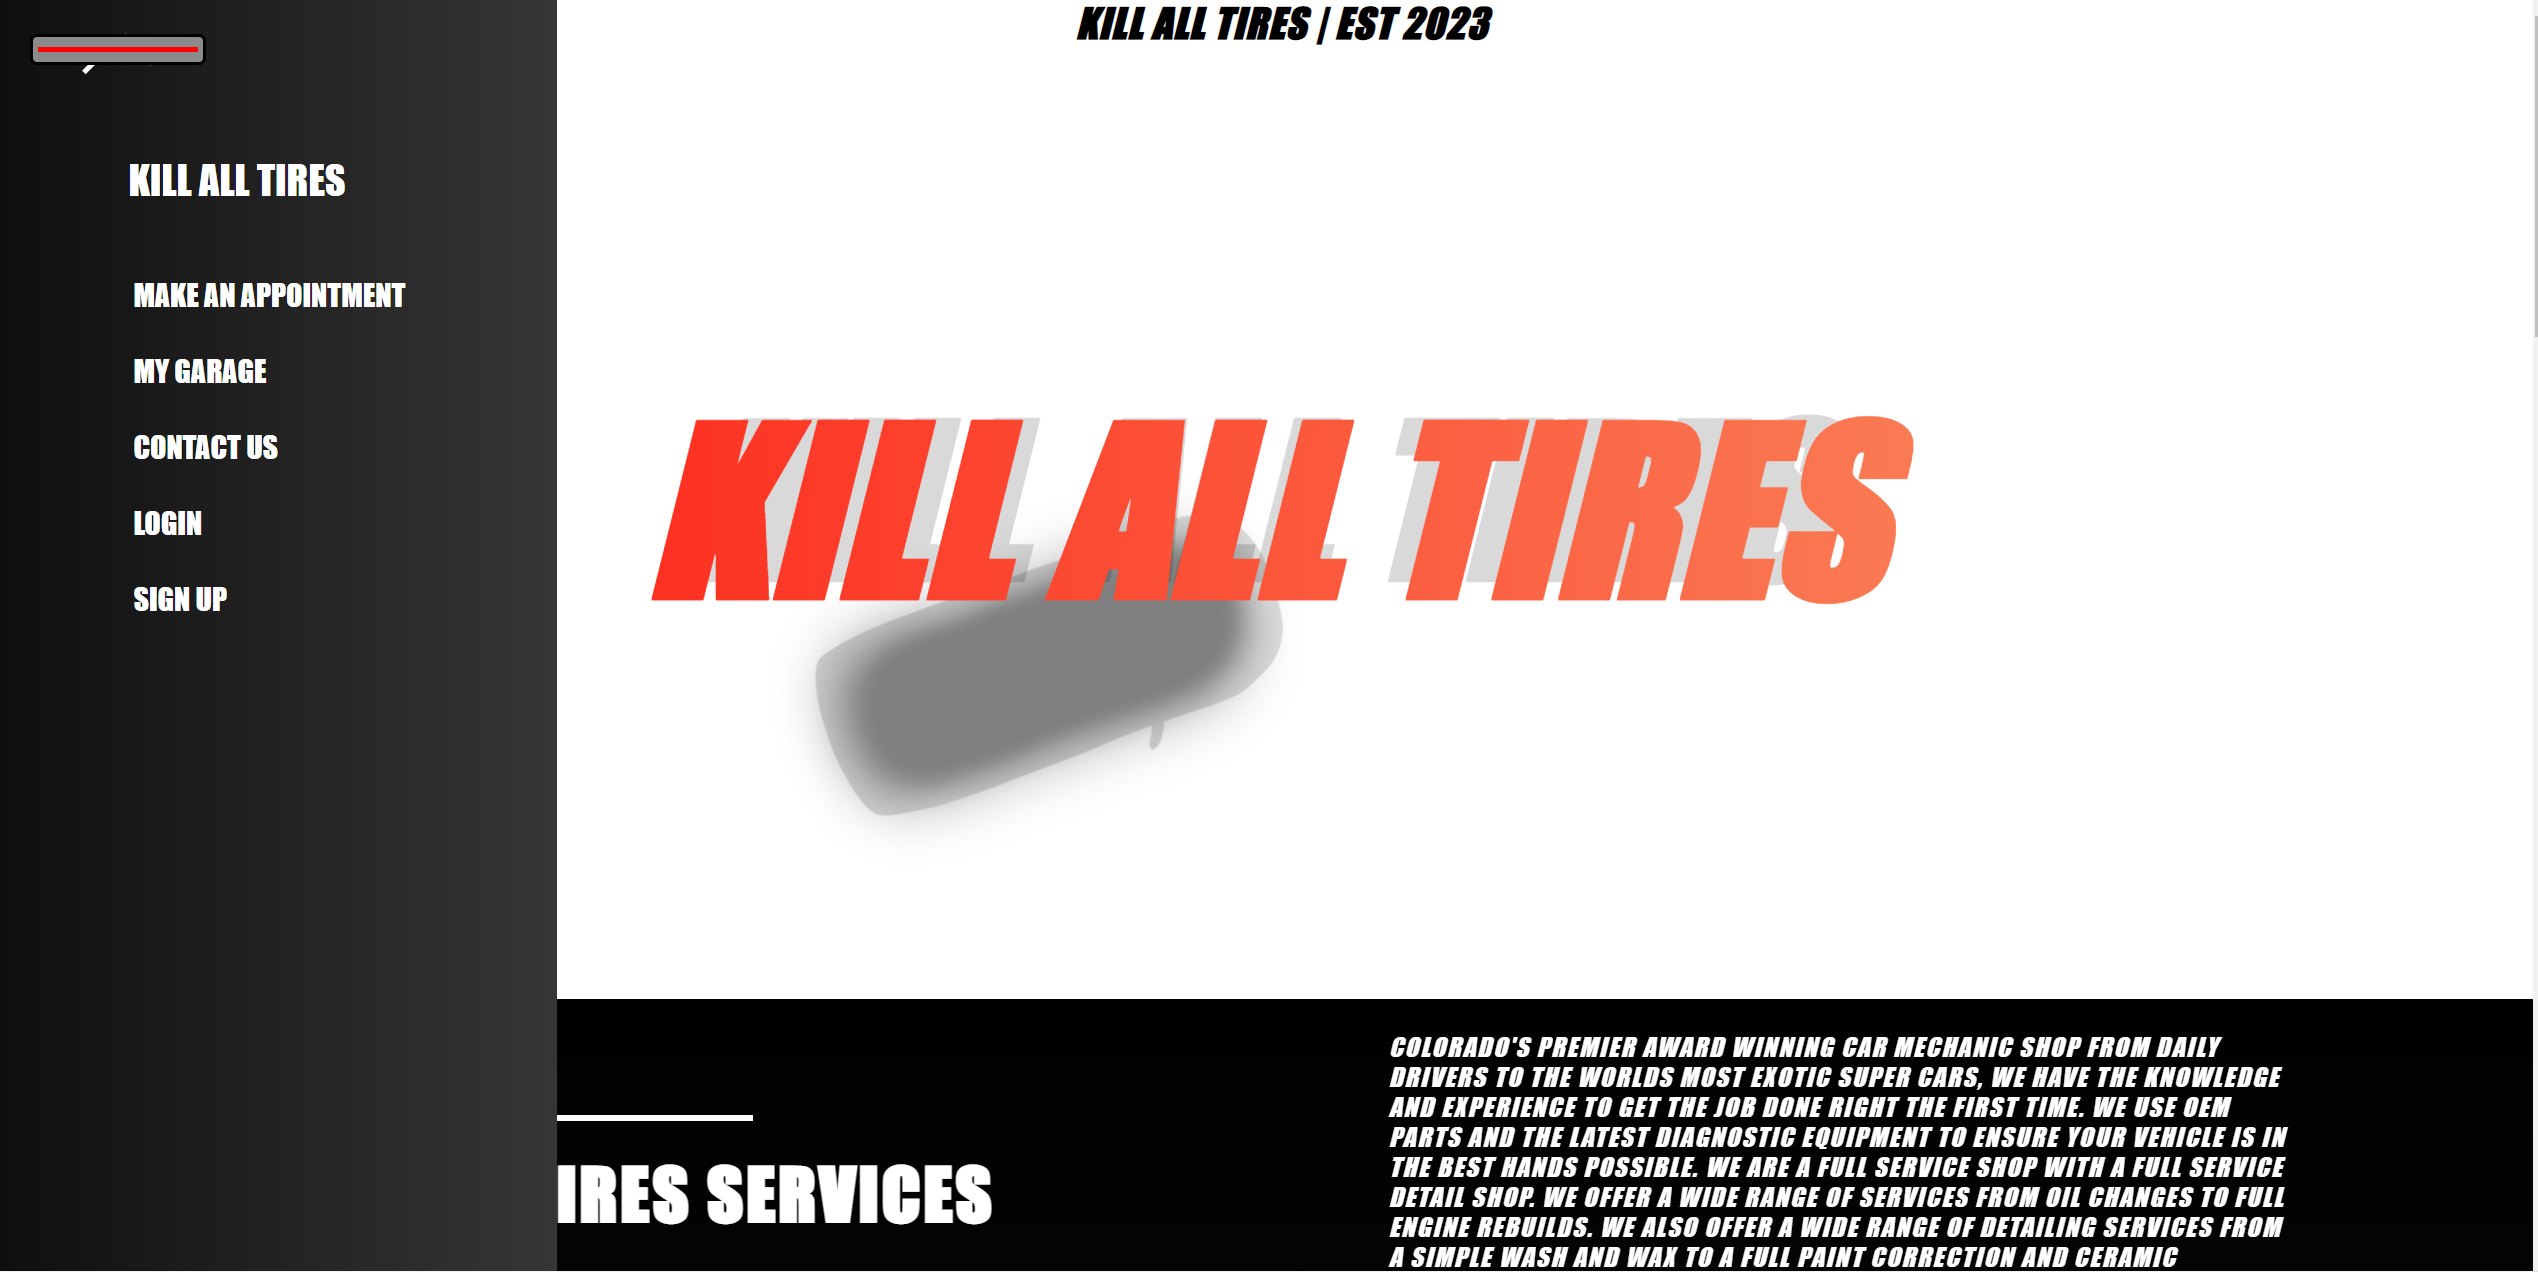 KILL ALL TIRES | EST 2023
KILL ALL TIRES
MAKE AN APPOINTMENT
MY GARAGE
CONTACT US
LOGIN
SIGN UP
KILL ALL TIRES
IRES SERVICES
COLORADO'S PREMIER AWARD WINNING CAR MECHANIC SHOP FROM DAILY
DRIVERS TO THE WORLDS MOST EXOTIC SUPER CARS, WE HAVE THE KNOWLEDGE
AND EXPERIENCE TO GET THE JOB DONE RIGHT THE FIRST TIME. WE USE OEM
PARTS AND THE LATEST DIAGNOSTIC EQUIPMENT TO ENSURE YOUR VEHICLE IS IN
THE BEST HANDS POSSIBLE. WE ARE A FULL SERVICE SHOP WITH A FULL SERVICE
DETAIL SHOP. WE OFFER A WIDE RANGE OF SERVICES FROM OIL CHANGES TO FULL
ENGINE REBUILDS. WE ALSO OFFER A WIDE RANGE OF DETAILING SERVICES FROM
A SIMPLE WASH AND WAX TO A FULL PAINT CORRECTION AND CERAMIC